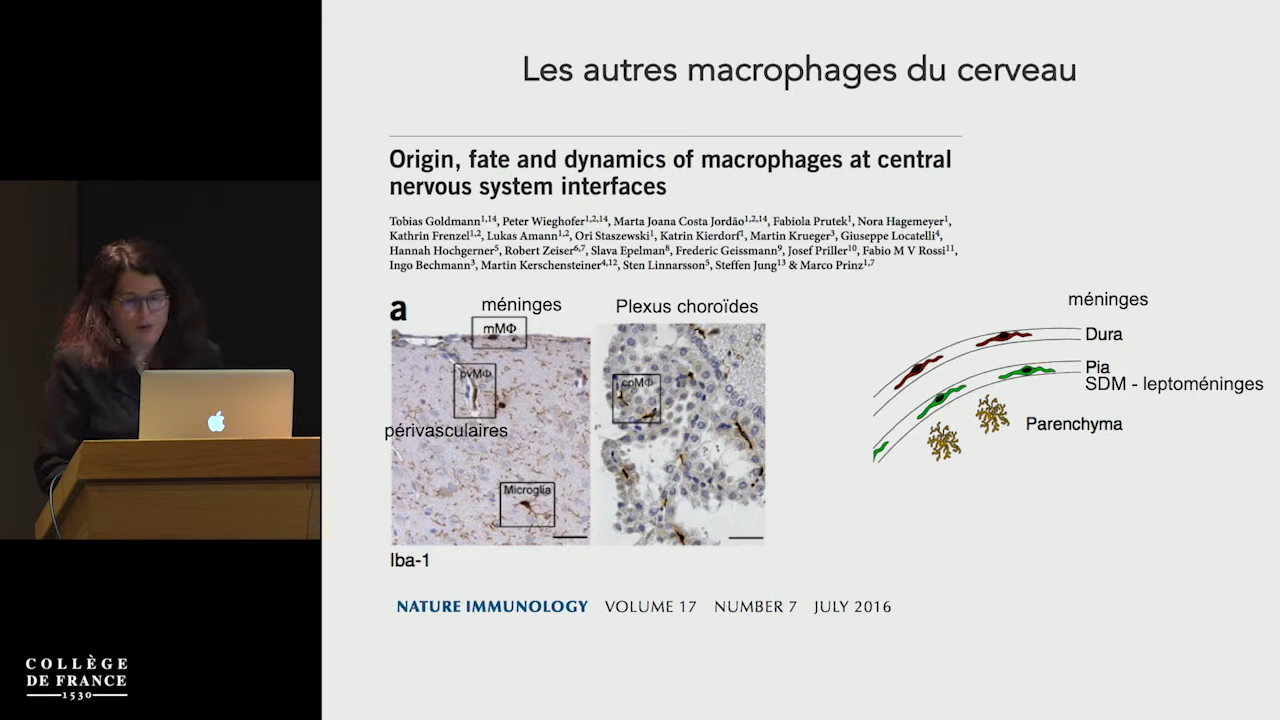 Les autres macrophages du cerveau
Origin, fate and dynamics of macrophages at central
nervous system interfaces
Tobias Goldmann1,14, Peter Wieghofer1,2,14, Marta Joana Costa Jordão1,2,14, Fabiola Prutek1, Nora Hagemeyer1,
Kathrin Frenzel1,2, Lukas Amann1,2, Ori Staszewski1, Katrin Kierdorf1, Martin Krueger3, Giuseppe Locatelli4,
Hannah Hochgerner5, Robert Zeiser6,7, Slava Epelman8, Frederic Geissmann9, Josef Priller10, Fabio M V Rossi11,
Ingo Bechmann3, Martin Kerschensteiner4,12, Sten Linnarsson5, Steffen Jung13 & Marco Prinz1,7
a
méninges
Plexus choroïdes
mMΦ
pvMΦ
cpMΦ
périvasculaires
Microglia
Iba-1
méninges
Dura
Pia
SDM - leptoméninges
Parenchyma
NATURE IMMUNOLOGY VOLUME 17 NUMBER 7 JULY 2016
COLLÈGE
DE FRANCE
1530